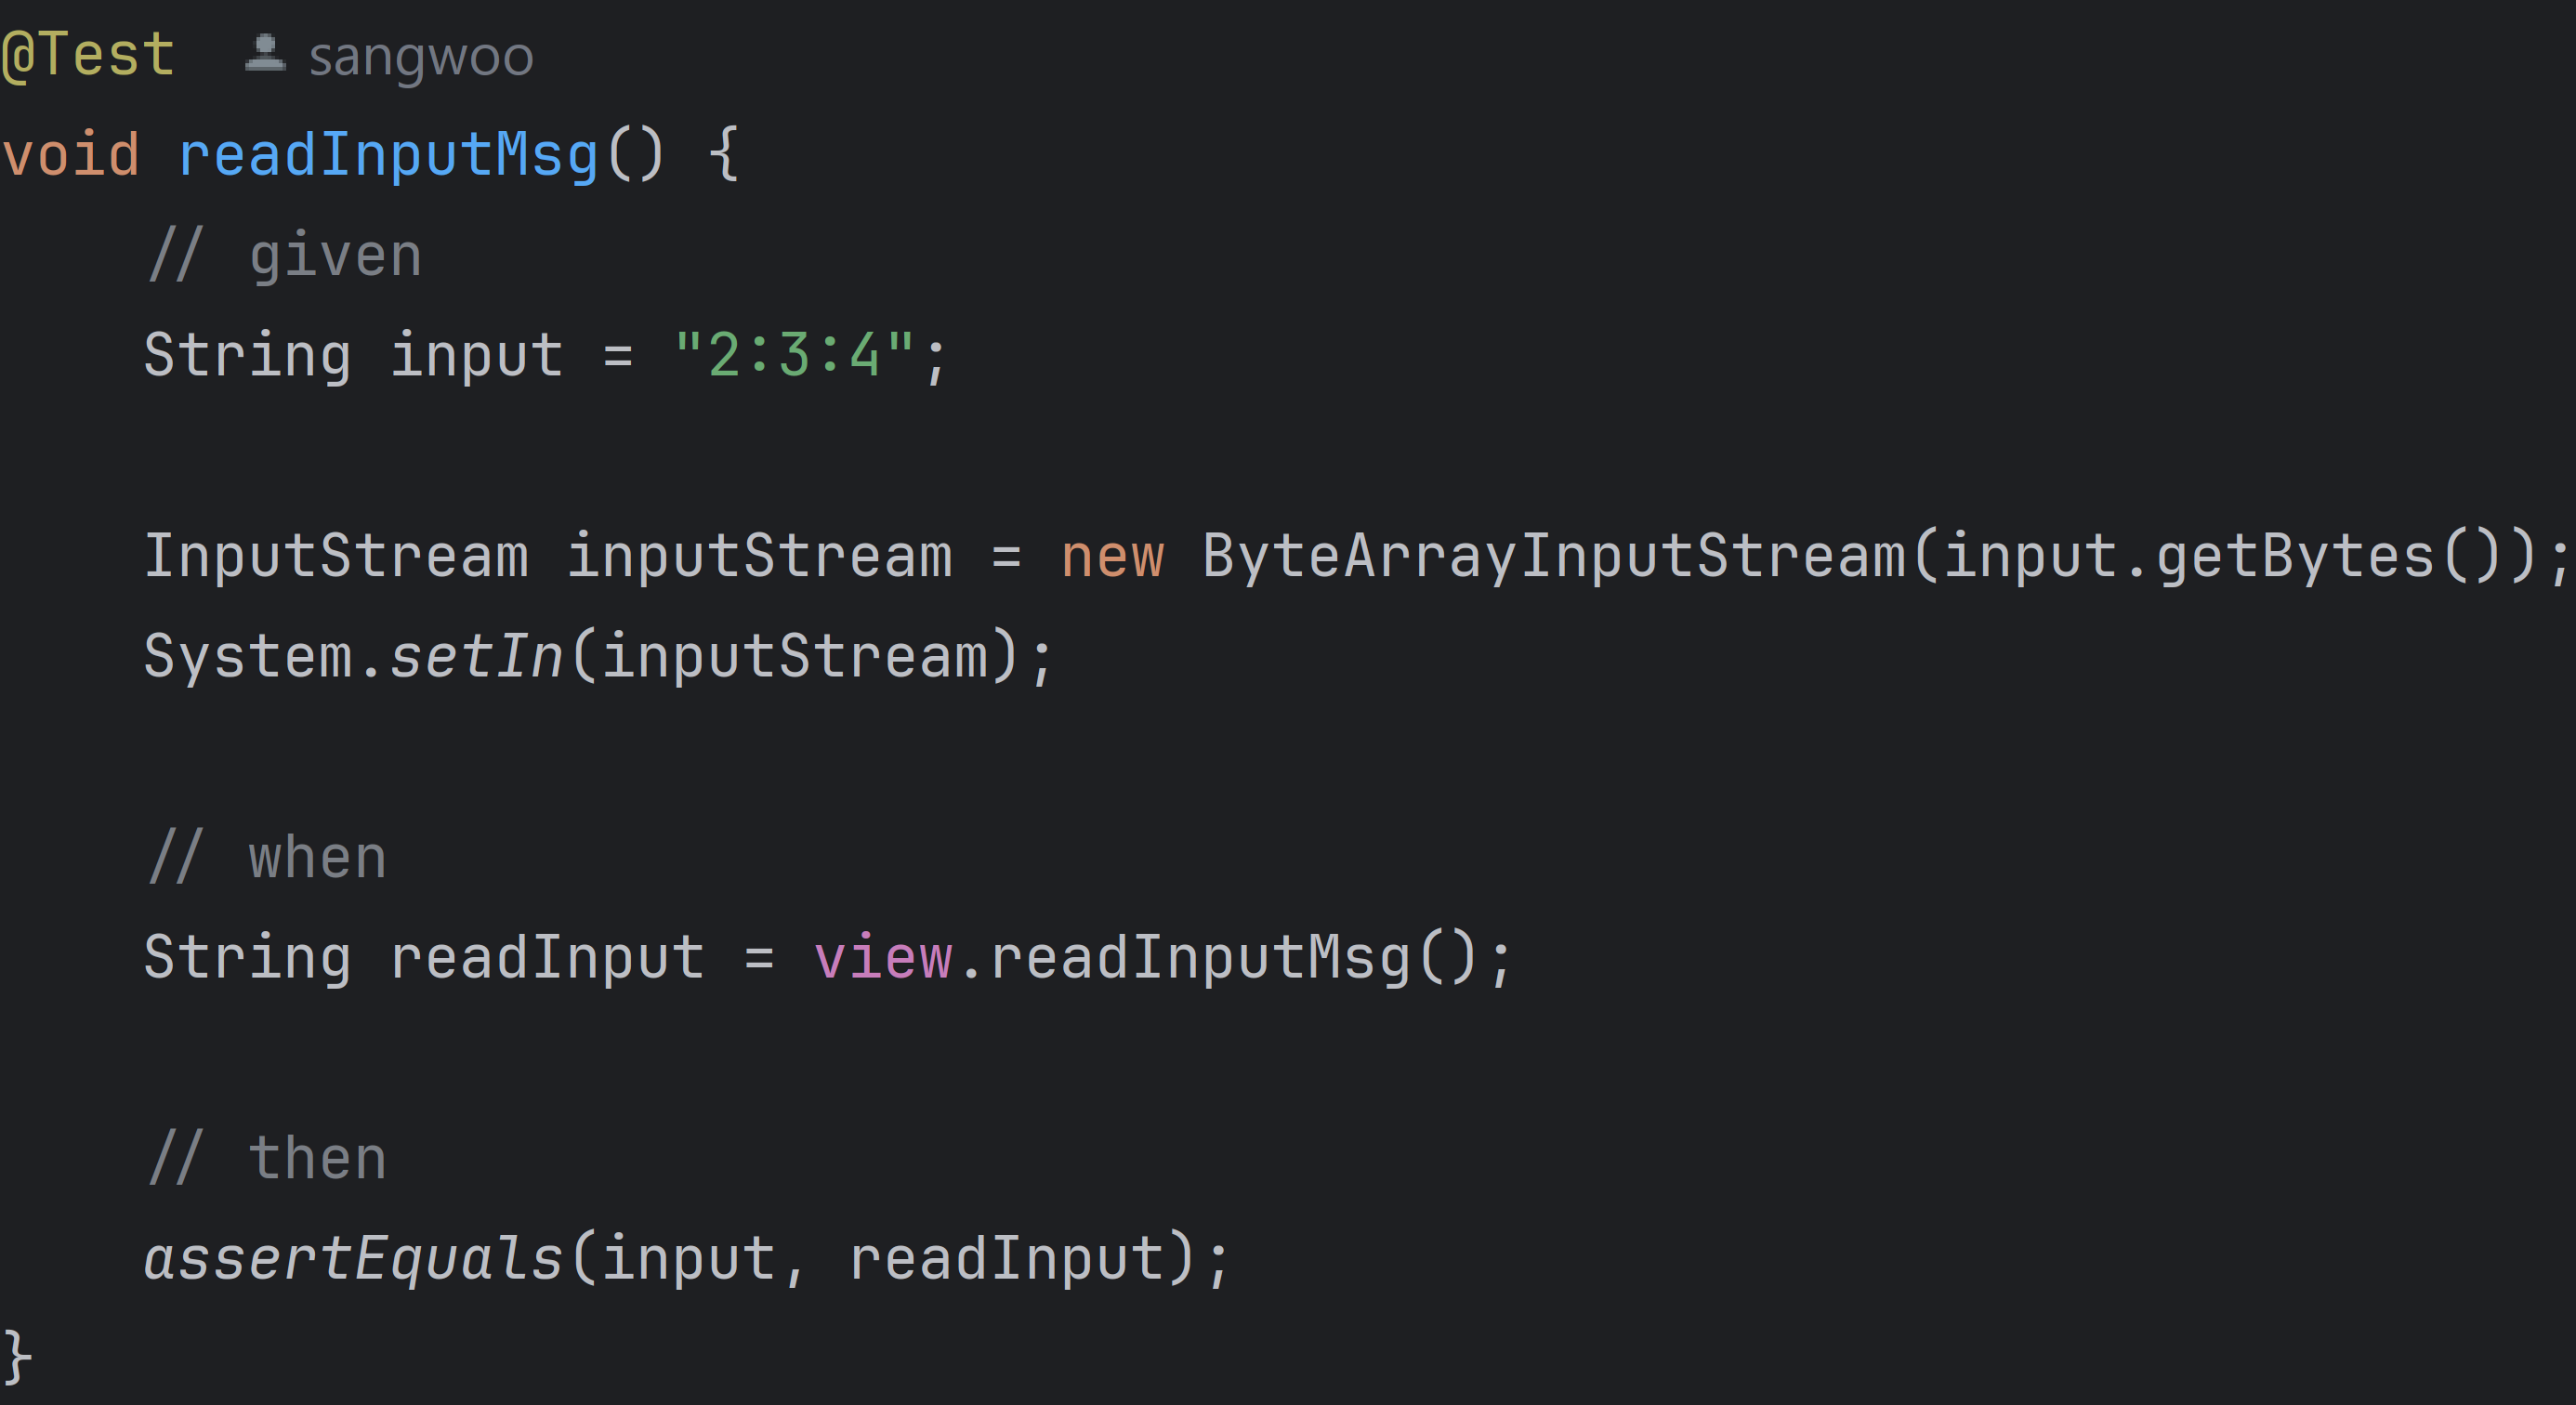 @Test sangwoo
void readInputMsg() {
    // given
    String input = "2:3:4";
    InputStream inputStream = new ByteArrayInputStream(input.getBytes());
    System.setIn(inputStream);
    // when
    String readInput = view.readInputMsg();
    // then
    assertEquals(input, readInput);
}